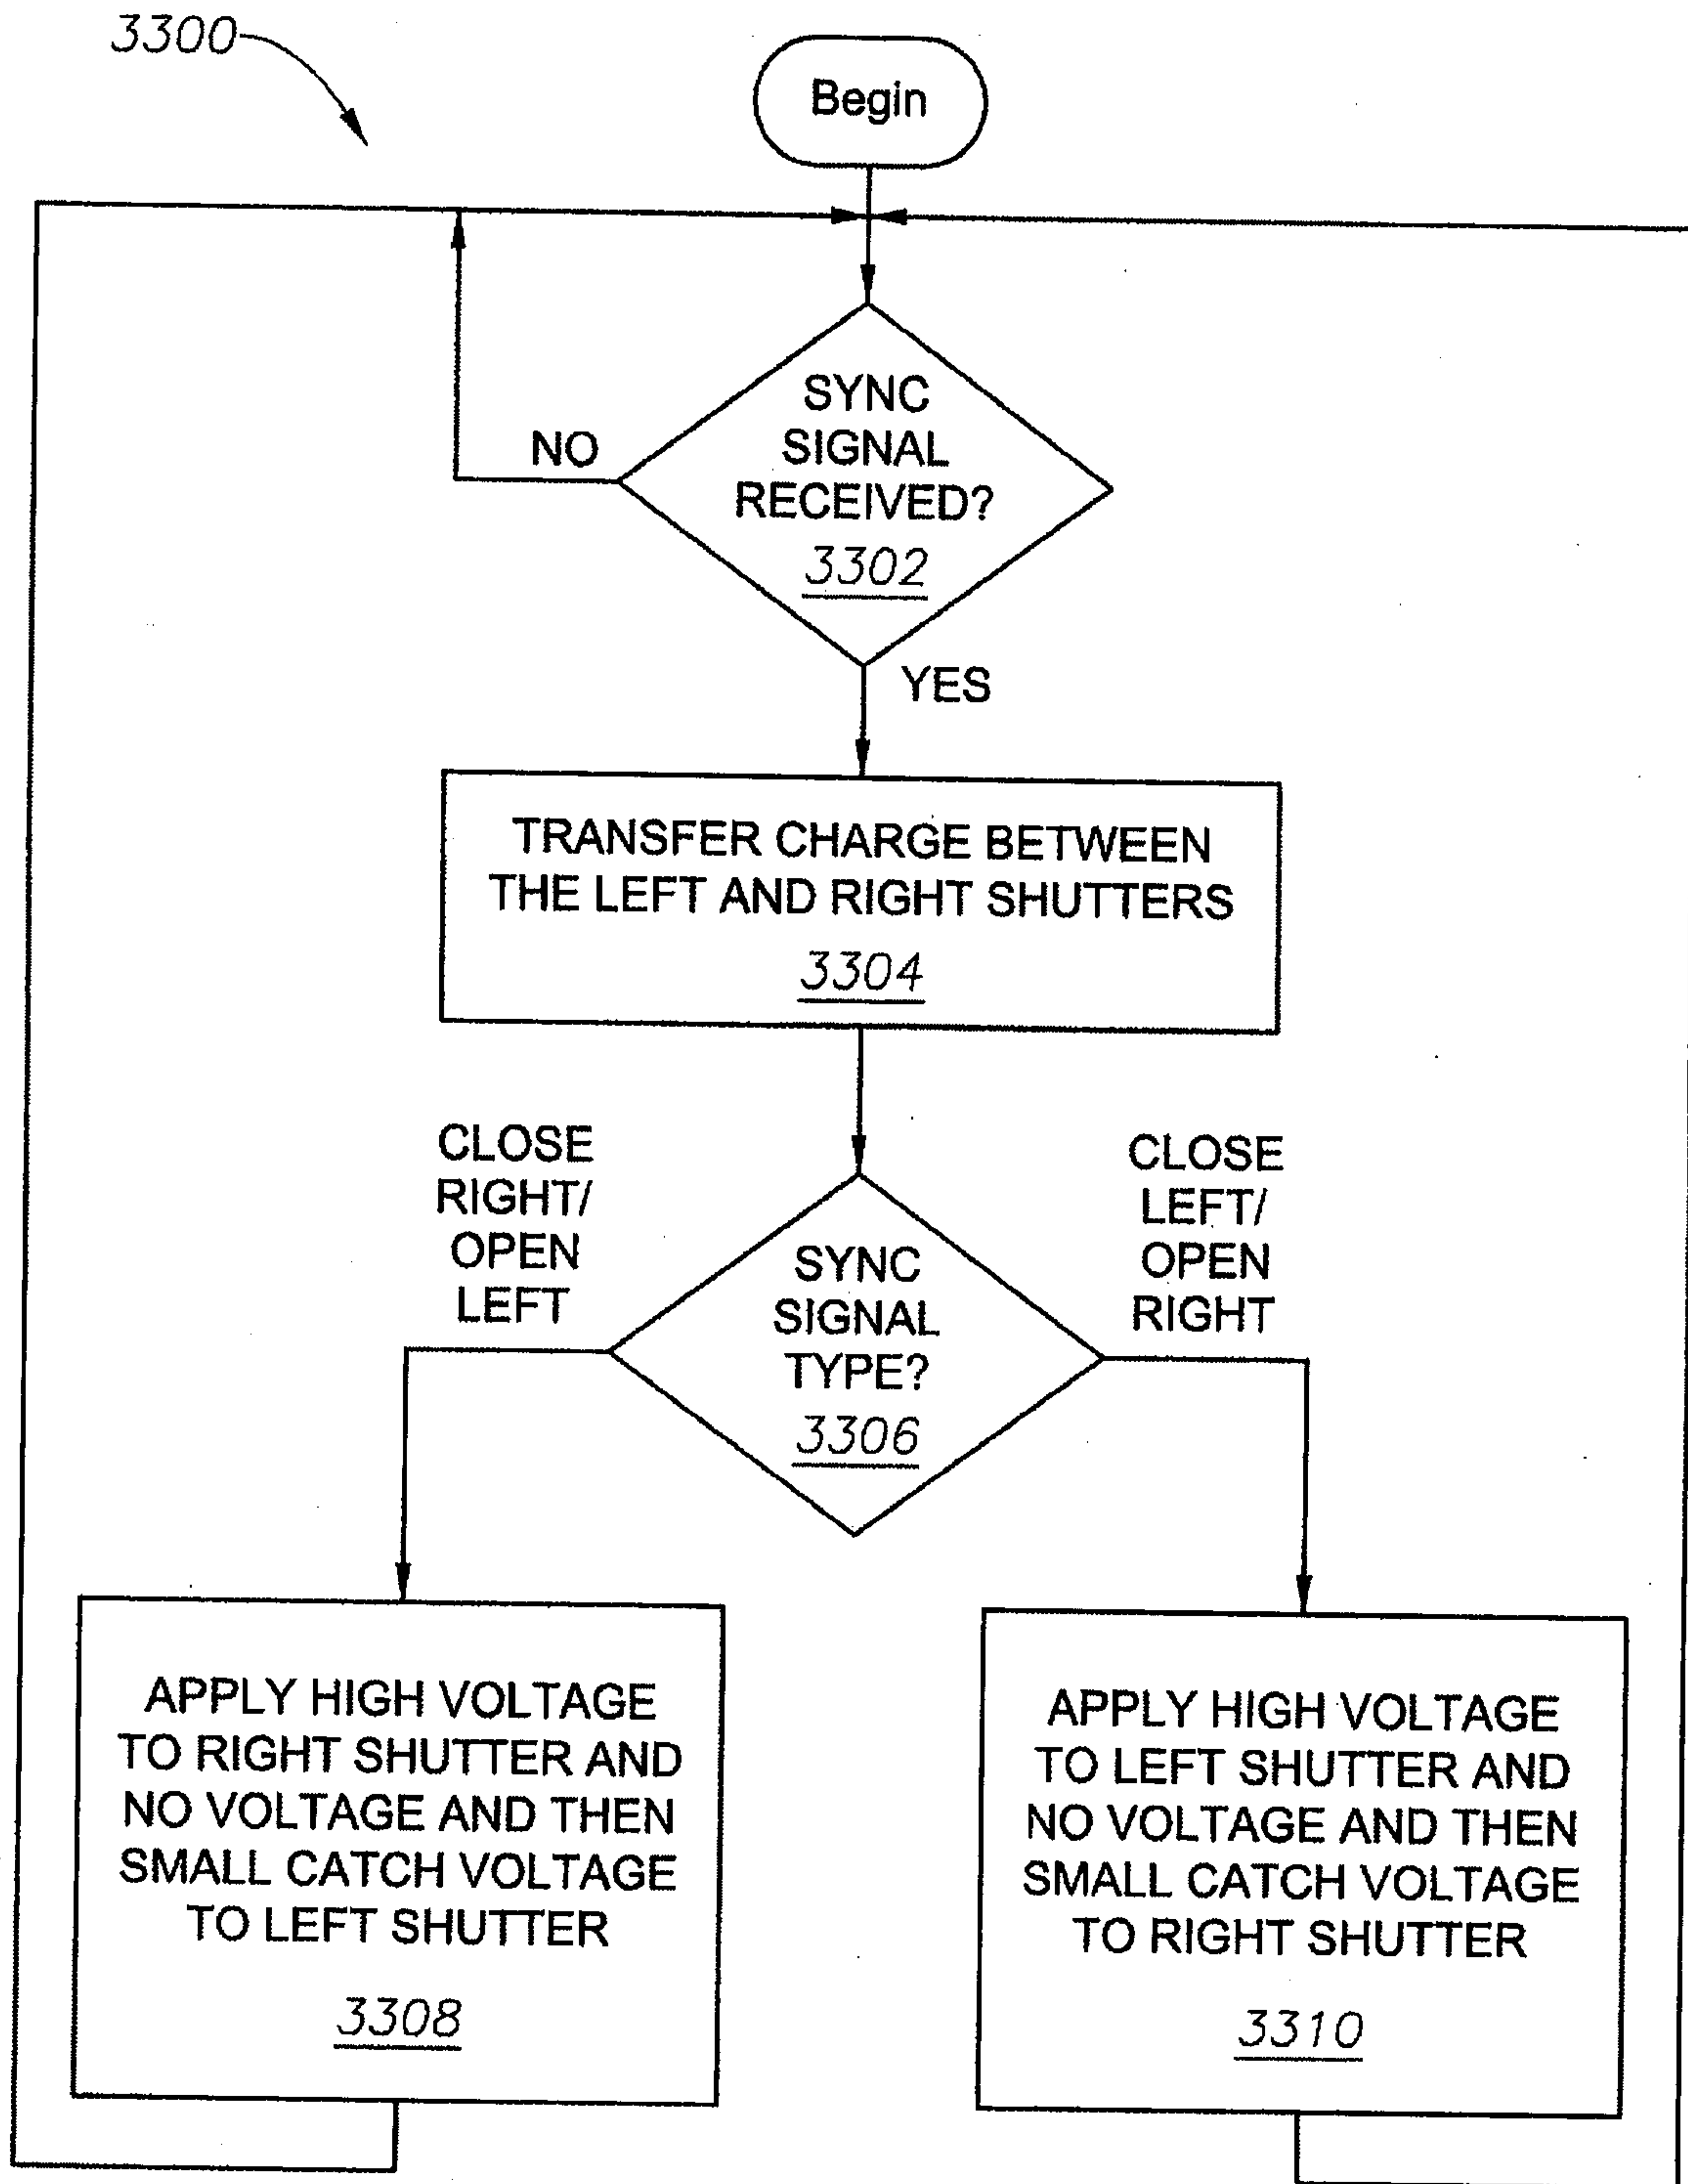 3300
Begin
SYNC
SIGNAL
RECEIVED?
3302
NO
YES
TRANSFER CHARGE BETWEEN
THE LEFT AND RIGHT SHUTTERS
3304
CLOSE
RIGHT/
OPEN
LEFT
SYNC
SIGNAL
TYPE?
3306
CLOSE
LEFT/
OPEN
RIGHT
APPLY HIGH VOLTAGE
TO RIGHT SHUTTER AND
NO VOLTAGE AND THEN
SMALL CATCH VOLTAGE
TO LEFT SHUTTER
3308
APPLY HIGH VOLTAGE
TO LEFT SHUTTER AND
NO VOLTAGE AND THEN
SMALL CATCH VOLTAGE
TO RIGHT SHUTTER
3310